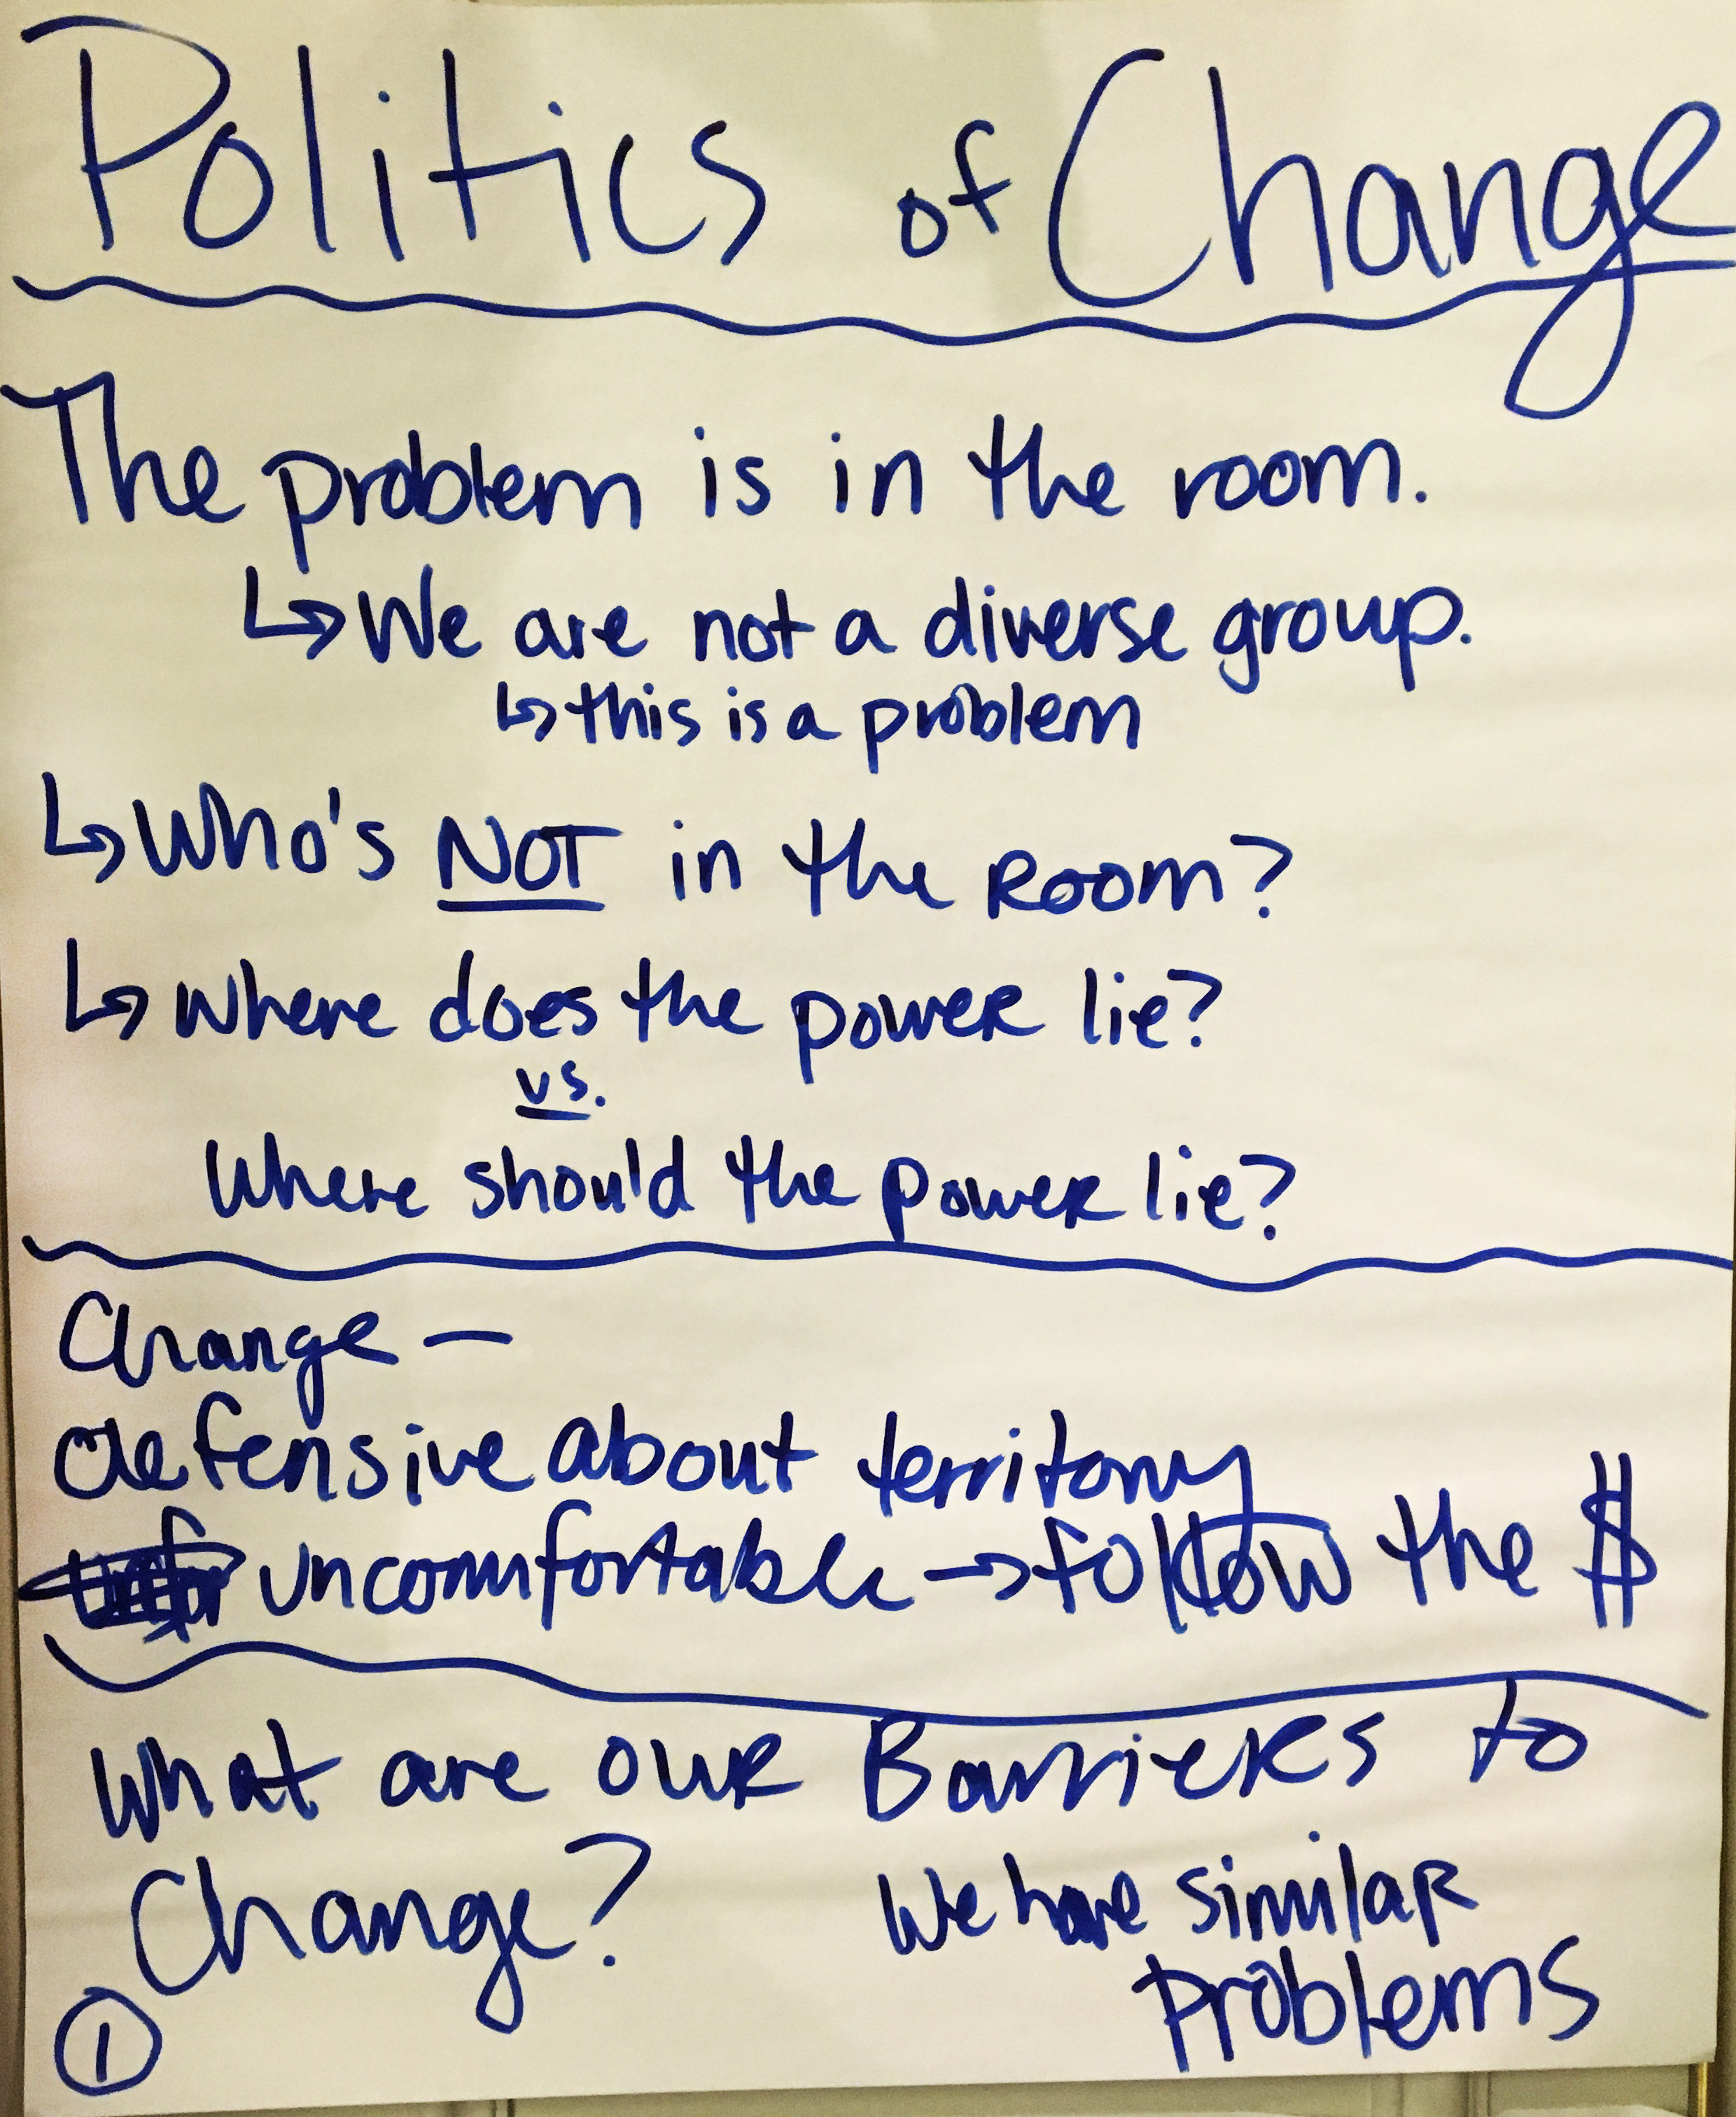 Politics of Change
The problem is in the room.
↳ We are not a diverse group.
↳ this is a problem
↳ Who's NOT in the Room?
↳ Where does the power lie?
vs.
Where should the power lie?
Change —
defensive about territory
uncomfortable → follow the $
What are our Barriers to
Change?
We have similar
Problems
1